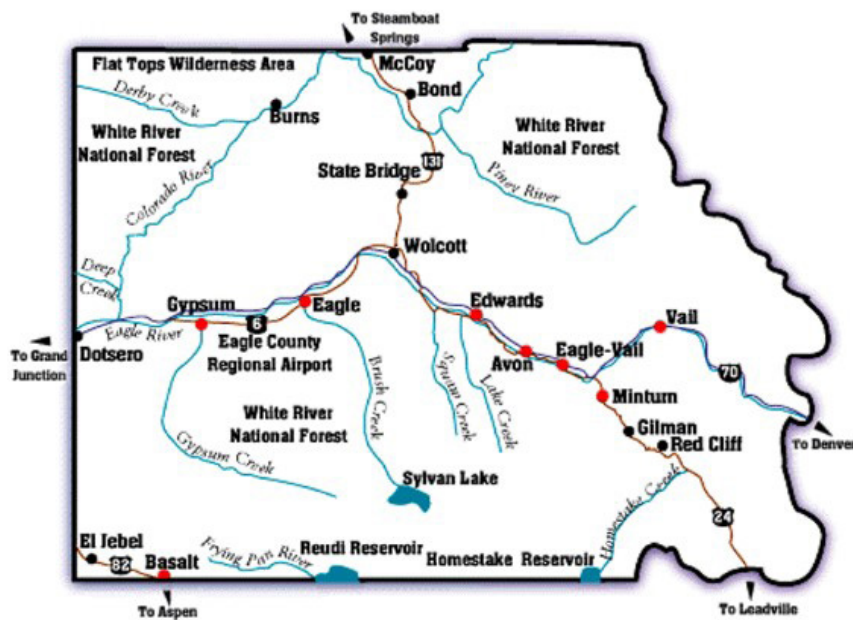 To Steamboat
Springs
Flat Tops Wilderness Area
McCoy
Derby Creek
Bond
Burns
White River
National Forest
White River
National Forest
131
State Bridge
Colorado River
Piney River
Wolcott
Deep
Creek
Gypsum
Eagle
Edwards
Vail
6
Eagle River
Eagle County
Regional Airport
To Grand
Junction
Dotsero
Avon
Eagle-Vail
70
Brush Creek
Squaw Creek
Lake Creek
Minturn
White River
National Forest
Gilman
Red Cliff
To Denver
Gypsum Creek
Sylvan Lake
Homestake Creek
24
El Jebel
82
Basalt
Frying Pan River
Reudi Reservoir
Homestake Reservoir
To Aspen
To Leadville